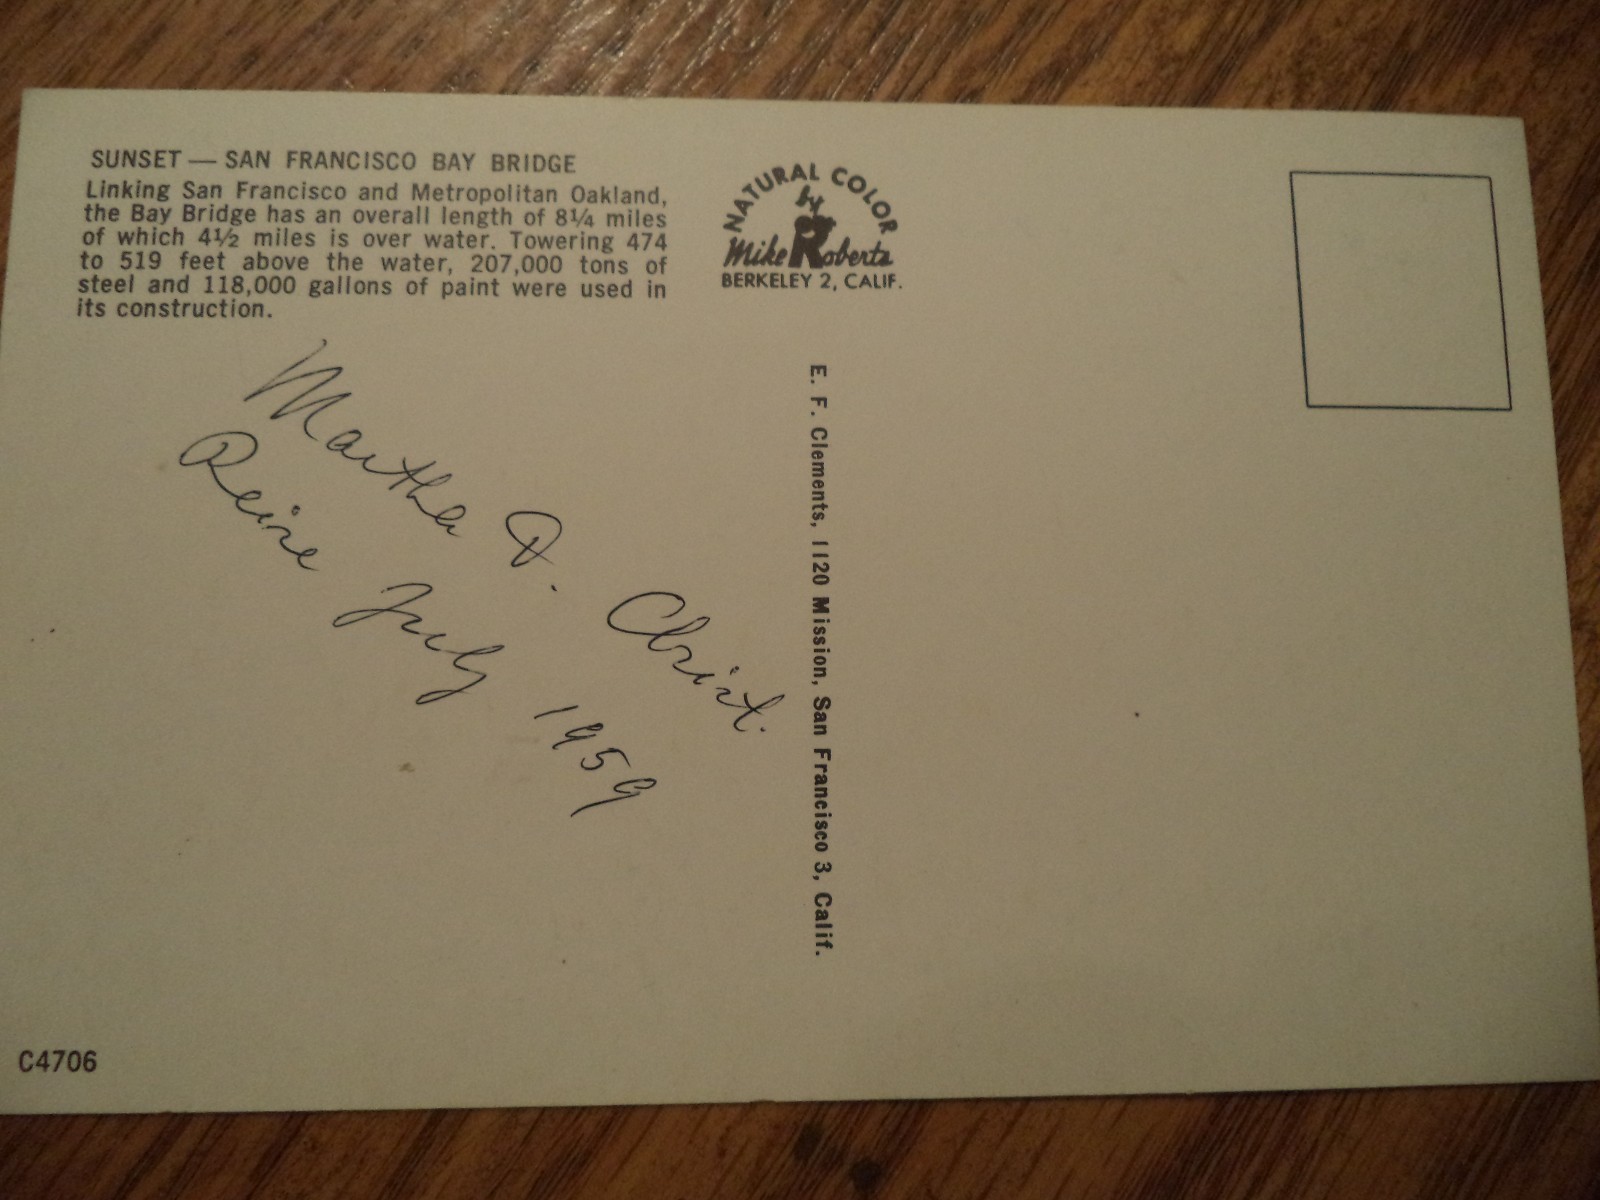 SUNSET — SAN FRANCISCO BAY BRIDGE
Linking San Francisco and Metropolitan Oakland,
the Bay Bridge has an overall length of 8¼ miles
of which 4½ miles is over water. Towering 474
to 519 feet above the water, 207,000 tons of
steel and 118,000 gallons of paint were used in
its construction.
NATURAL COLOR
by
Mike Roberts
BERKELEY 2, CALIF.
E. F. Clements, 1120 Mission, San Francisco 3, Calif.
Martha D. Christ.
July 1959
C4706